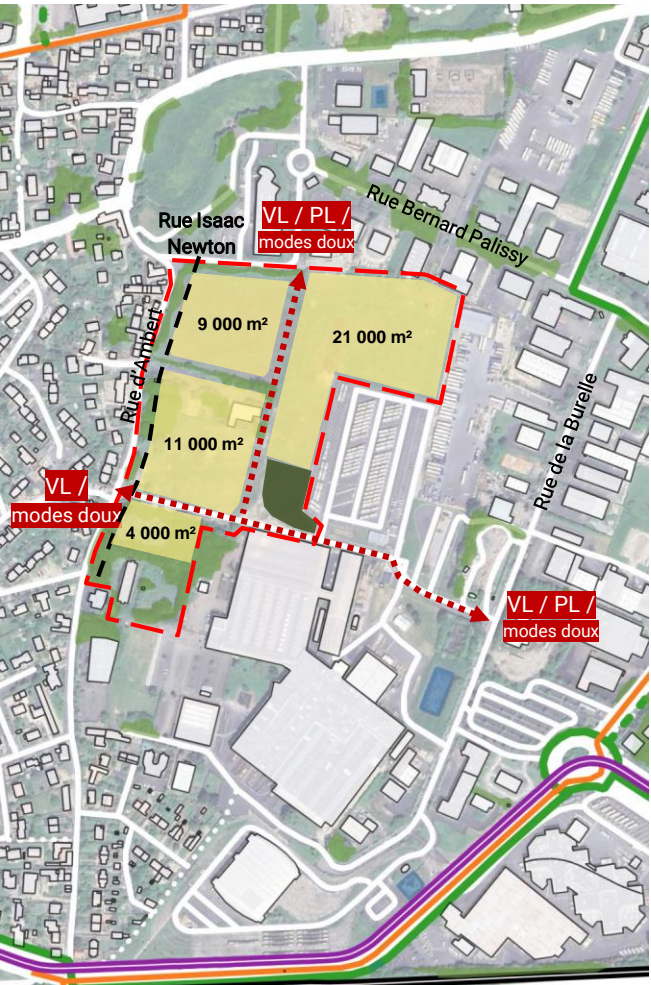 Rue Isaac
Newton
VL / PL /
modes doux
Rue Bernard Palissy
9 000 m²
21 000 m²
Rue d'Ambert
11 000 m²
Rue de la Burelle
VL /
modes doux
4 000 m²
VL / PL /
modes doux